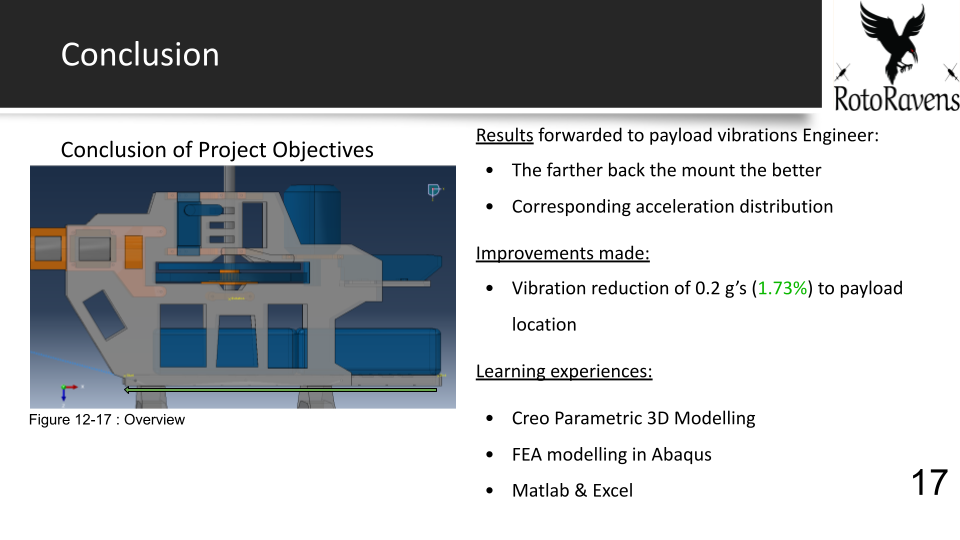 Conclusion
RotoRavens
Conclusion of Project Objectives
Figure 12-17 : Overview
Results forwarded to payload vibrations Engineer:
• The farther back the mount the better
• Corresponding acceleration distribution
Improvements made:
• Vibration reduction of 0.2 g’s (1.73%) to payload
location
Learning experiences:
• Creo Parametric 3D Modelling
• FEA modelling in Abaqus
• Matlab & Excel
17